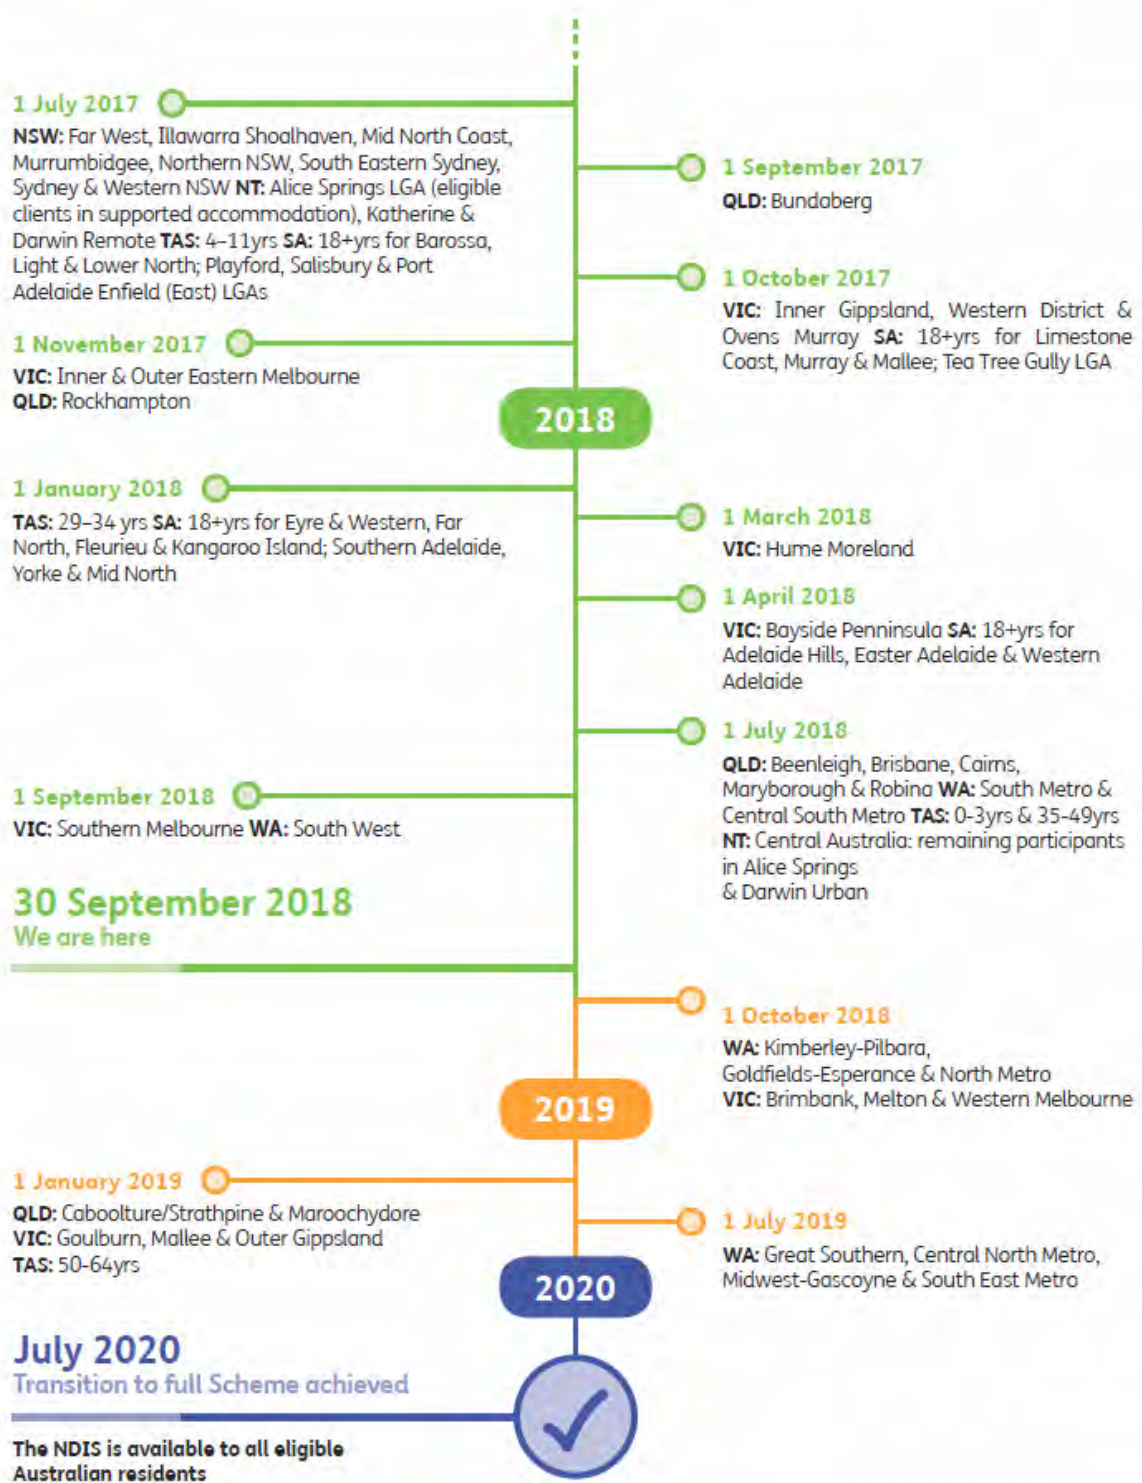 1 July 2017
NSW: Far West, Illawarra Shoalhaven, Mid North Coast,
Murrumbidgee, Northern NSW, South Eastern Sydney,
Sydney & Western NSW NT: Alice Springs LGA (eligible
clients in supported accommodation), Katherine &
Darwin Remote TAS: 4–11yrs SA: 18+yrs for Barossa,
Light & Lower North; Playford, Salisbury & Port
Adelaide Enfield (East) LGAs
1 September 2017
QLD: Bundaberg
1 October 2017
VIC: Inner Gippsland, Western District &
Ovens Murray SA: 18+yrs for Limestone
Coast, Murray & Mallee; Tea Tree Gully LGA
1 November 2017
VIC: Inner & Outer Eastern Melbourne
QLD: Rockhampton
2018
1 January 2018
TAS: 29–34 yrs SA: 18+yrs for Eyre & Western, Far
North, Fleurieu & Kangaroo Island; Southern Adelaide,
Yorke & Mid North
1 March 2018
VIC: Hume Moreland
1 April 2018
VIC: Bayside Penninsula SA: 18+yrs for
Adelaide Hills, Easter Adelaide & Western
Adelaide
1 July 2018
QLD: Beenleigh, Brisbane, Cairns,
Maryborough & Robina WA: South Metro &
Central South Metro TAS: 0-3yrs & 35-49yrs
NT: Central Australia: remaining participants
in Alice Springs
& Darwin Urban
1 September 2018
VIC: Southern Melbourne WA: South West
30 September 2018
We are here
1 October 2018
WA: Kimberley-Pilbara,
Goldfields-Esperance & North Metro
VIC: Brimbank, Melton & Western Melbourne
2019
1 January 2019
QLD: Caboolture/Strathpine & Maroochydore
VIC: Goulburn, Mallee & Outer Gippsland
TAS: 50-64yrs
1 July 2019
WA: Great Southern, Central North Metro,
Midwest-Gascoyne & South East Metro
2020
July 2020
Transition to full Scheme achieved
The NDIS is available to all eligible
Australian residents